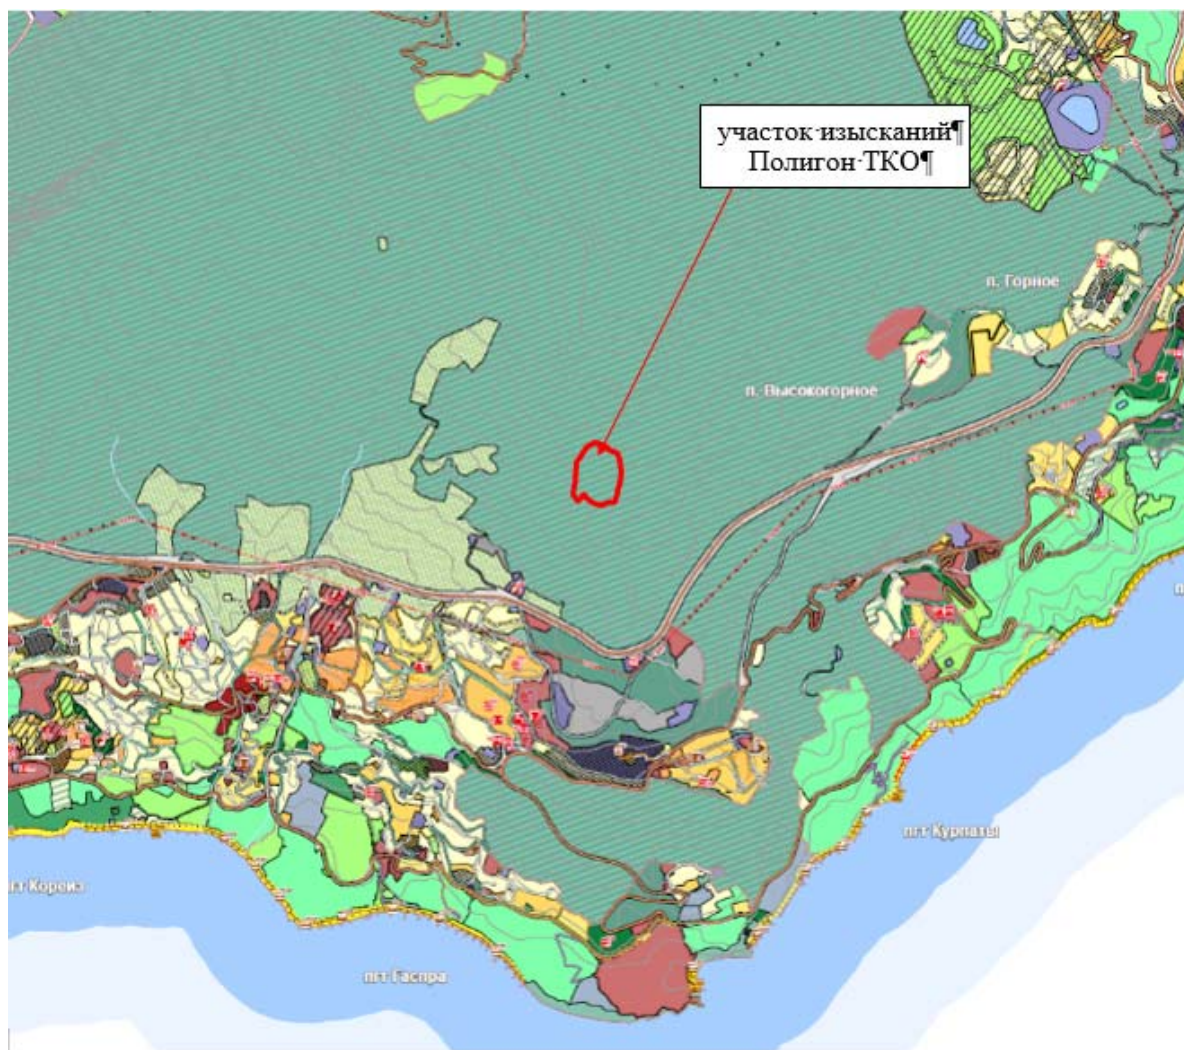 участок·изысканий¶
Полигон·ТКО¶
п. Горное
п. Высокогорное
пгт Курпаты
пгт Кореиз
пгт Гаспра